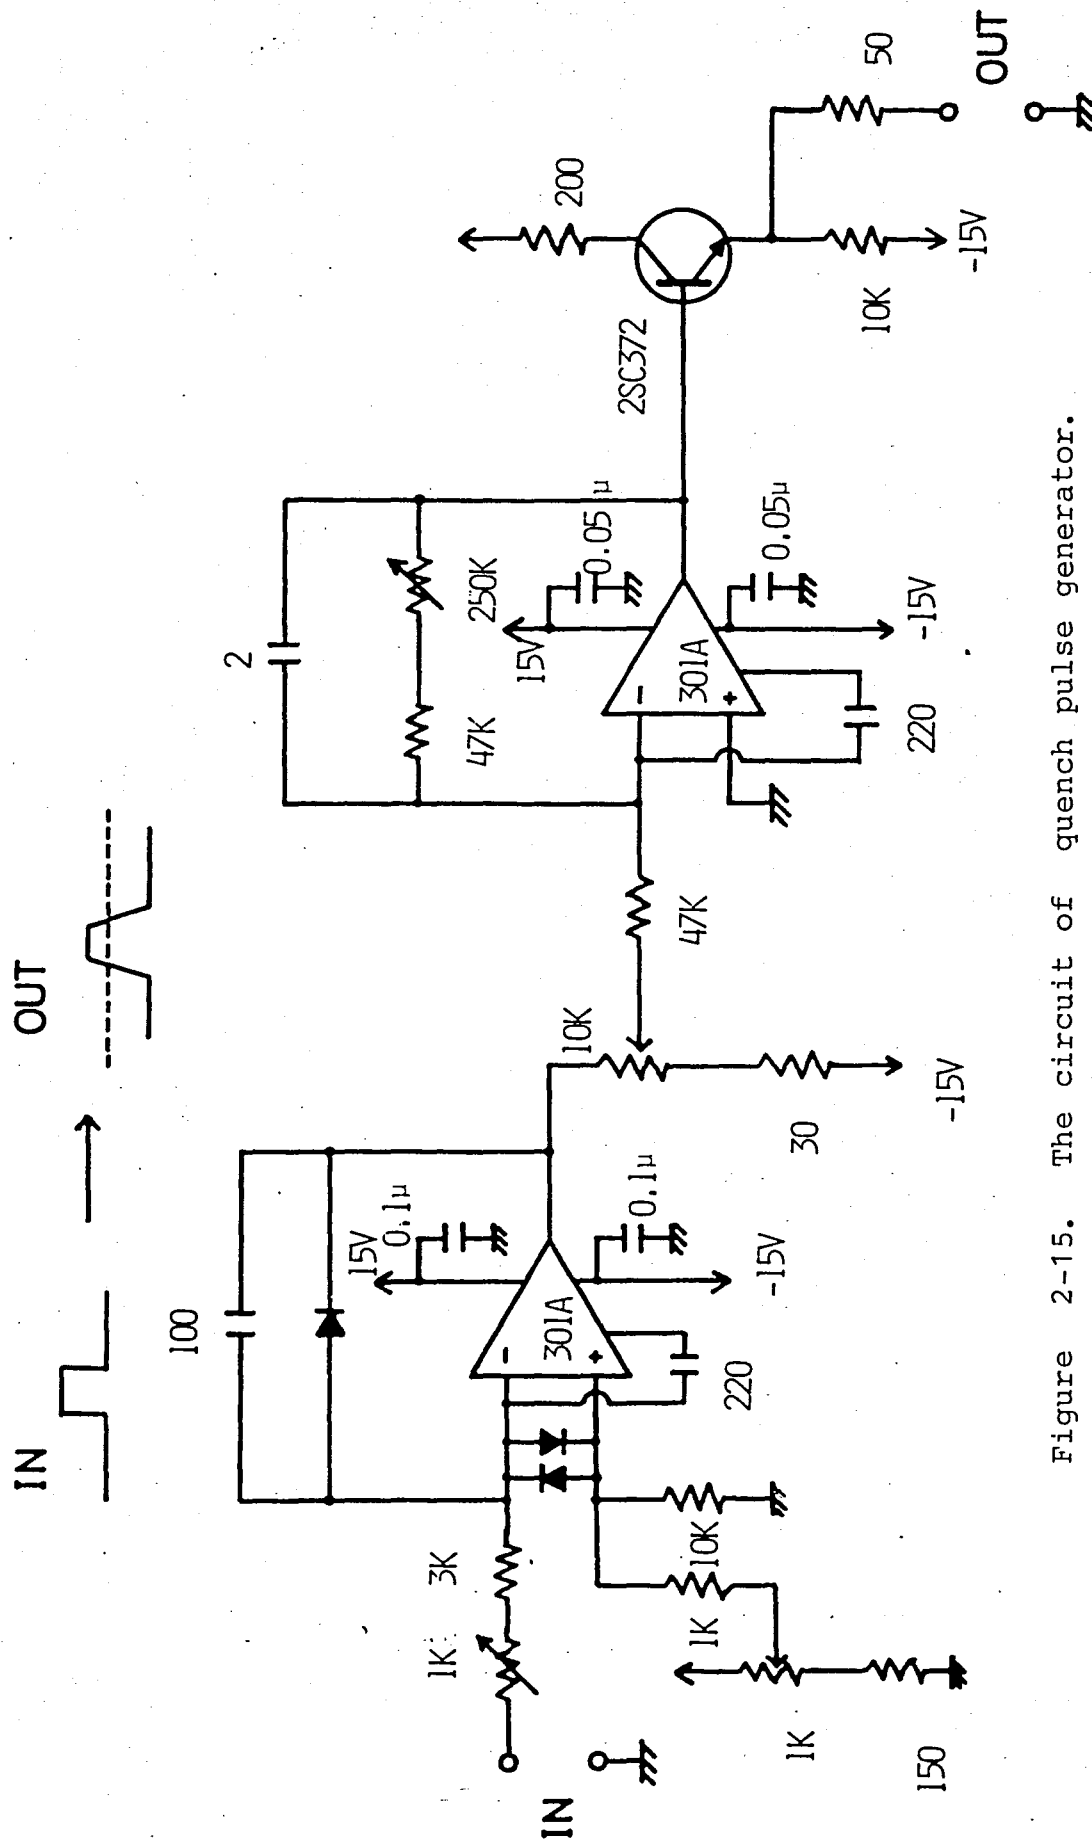 IN
OUT
100
2
1K
3K
15V
0.1μ
301A
-
+
220
0.1μ
-15V
10K
1K
1K
150
IN
10K
30
-15V
47K
47K
250K
15V
0.05μ
301A
-
+
220
0.05μ
-15V
2SC372
200
10K
-15V
50
OUT
Figure 2-15. The circuit of quench pulse generator.